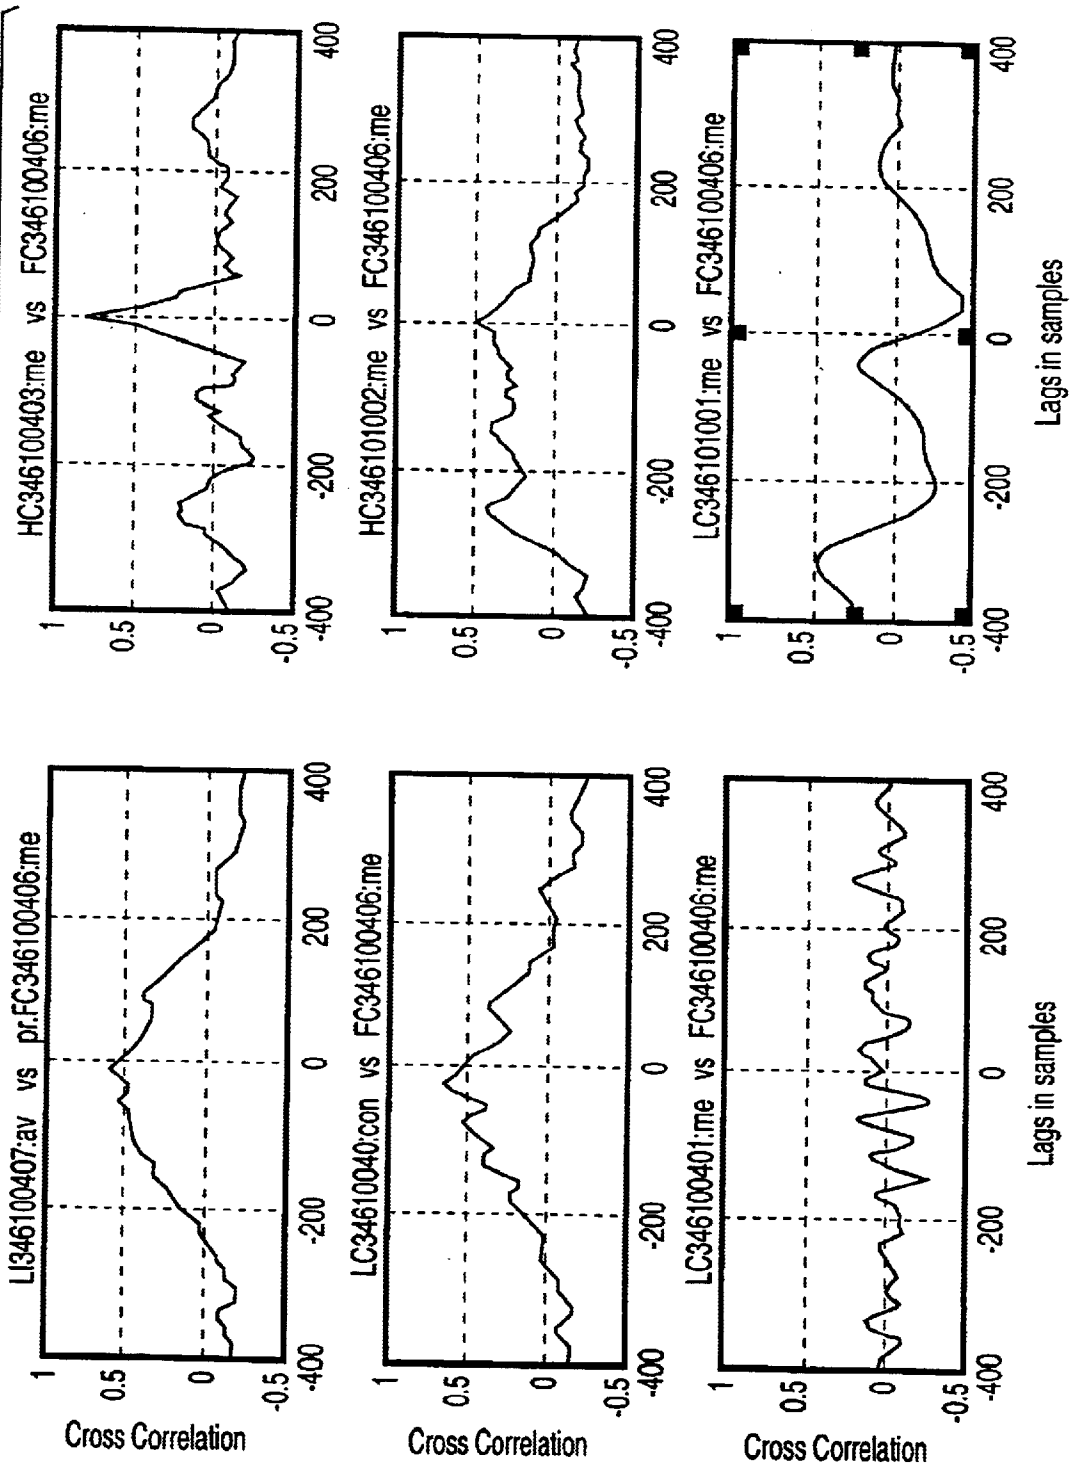 LI346100407:av vs pr.FC346100406:me
1
0.5
0
-0.5
-400 -200 0 200 400
Cross Correlation
HC346100403:me vs FC346100406:me
1
0.5
0
-0.5
-400 -200 0 200 400
LC34610040:con vs FC346100406:me
1
0.5
0
-0.5
-400 -200 0 200 400
Cross Correlation
HC346101002:me vs FC346100406:me
1
0.5
0
-0.5
-400 -200 0 200 400
LC346100401:me vs FC346100406:me
1
0.5
0
-0.5
-400 -200 0 200 400
Cross Correlation
Lags in samples
LC346101001:me vs FC346100406:me
1
0.5
0
-0.5
-400 -200 0 200 400
Lags in samples